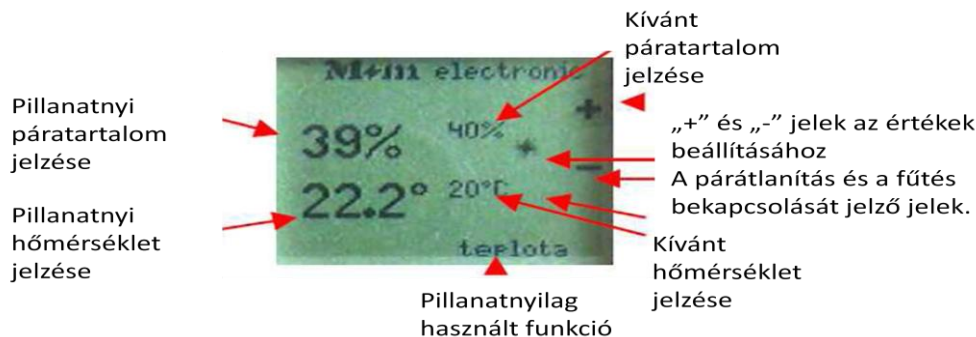 Kívánt
páratartalom
jelzése
M+m electronic
Pillanatnyi
páratartalom
jelzése
39%
40%
+
*
„+” és „-” jelek az értékek
beállításához
-
A párátlanítás és a fűtés
bekapcsolását jelző jelek.
Pillanatnyi
hőmérséklet
jelzése
22.2°
20°C
teplota
Kívánt
hőmérséklet
jelzése
Pillanatnyilag
használt funkció